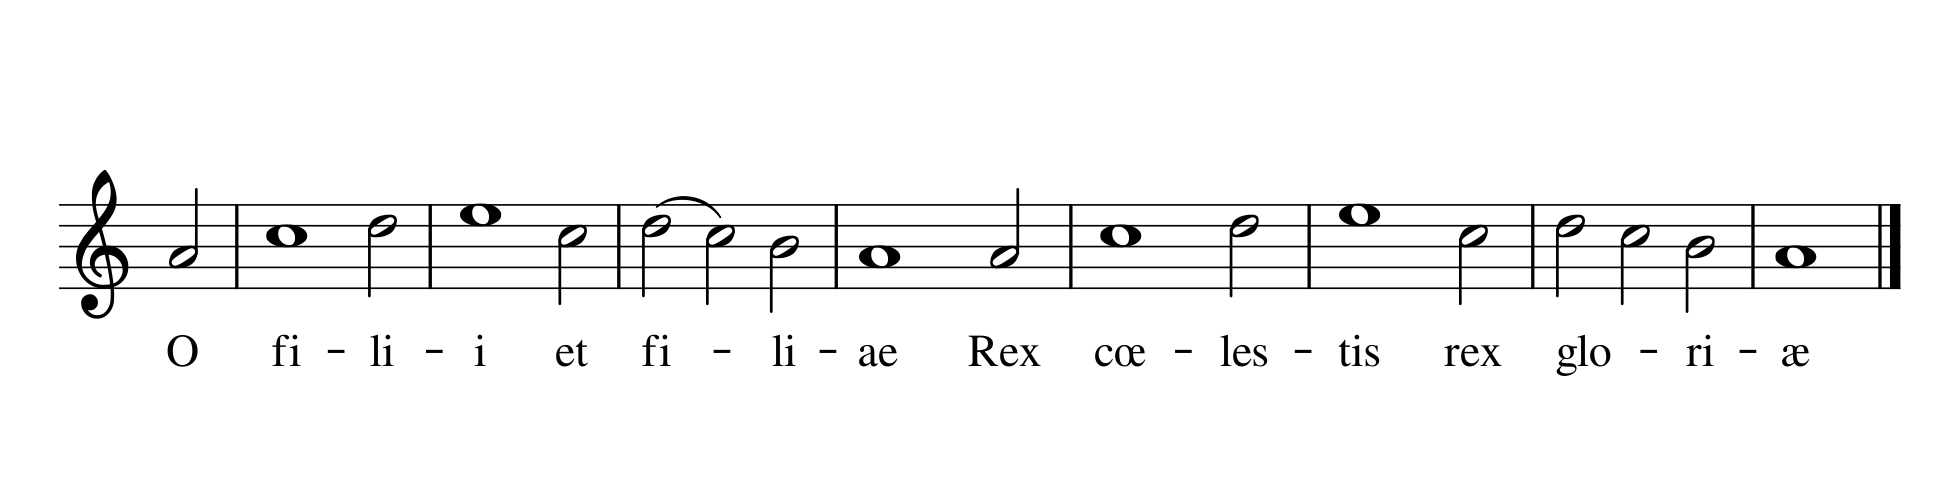 O fi - li - i et fi - li - ae Rex cœ - les - tis rex glo - ri - æ